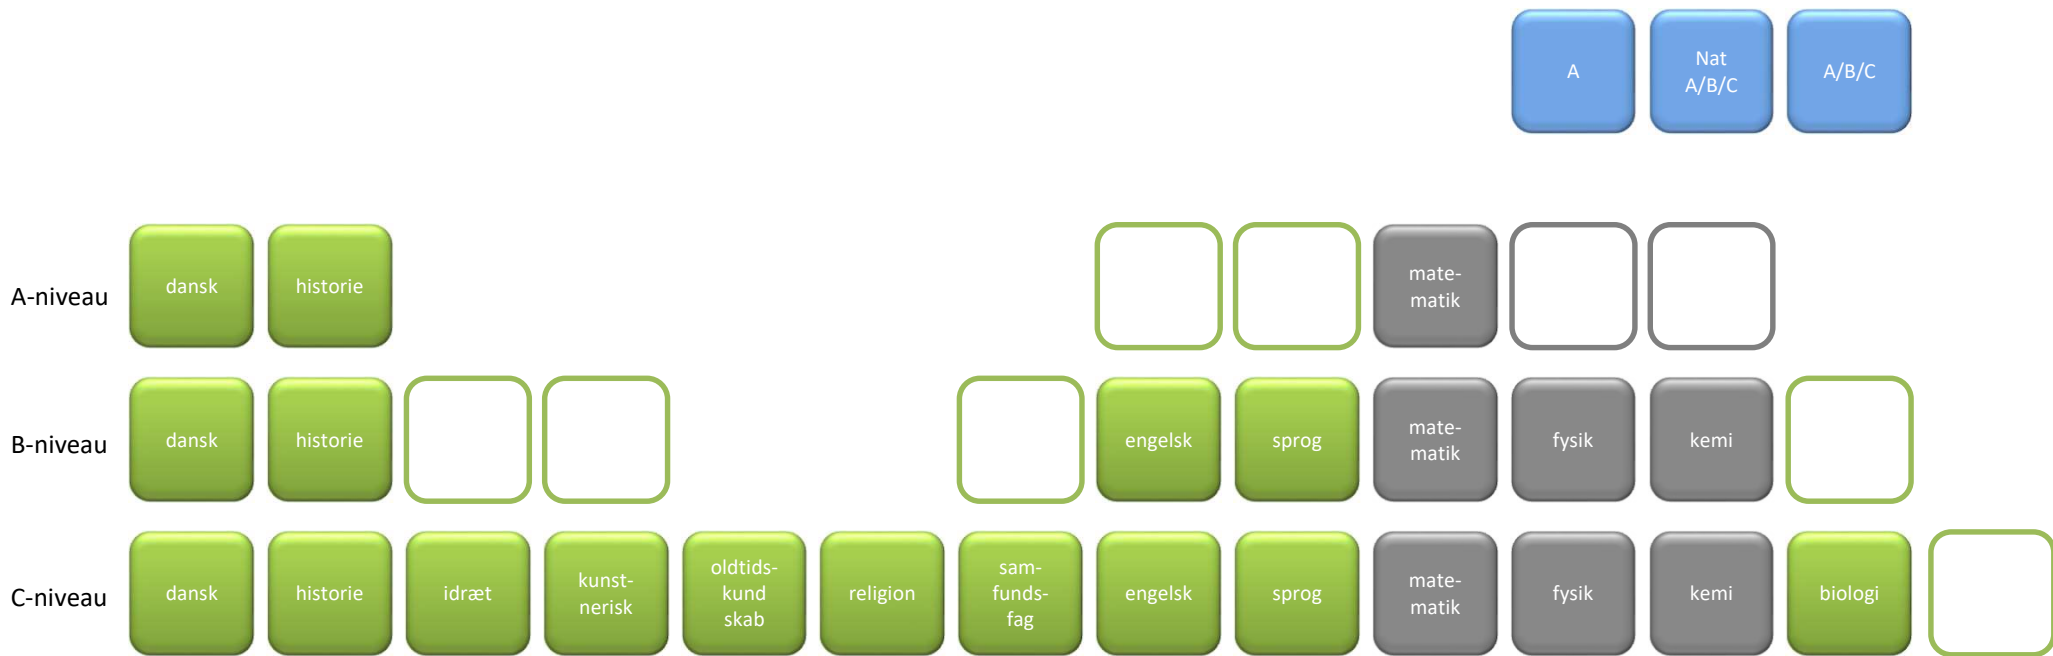 A
Nat
A/B/C
A/B/C
A-niveau
dansk
historie
mate-
matik
B-niveau
dansk
historie
engelsk
sprog
mate-
matik
fysik
kemi
C-niveau
dansk
historie
idræt
kunst-
nerisk
oldtids-
kund
skab
religion
sam-
funds-
fag
engelsk
sprog
mate-
matik
fysik
kemi
biologi